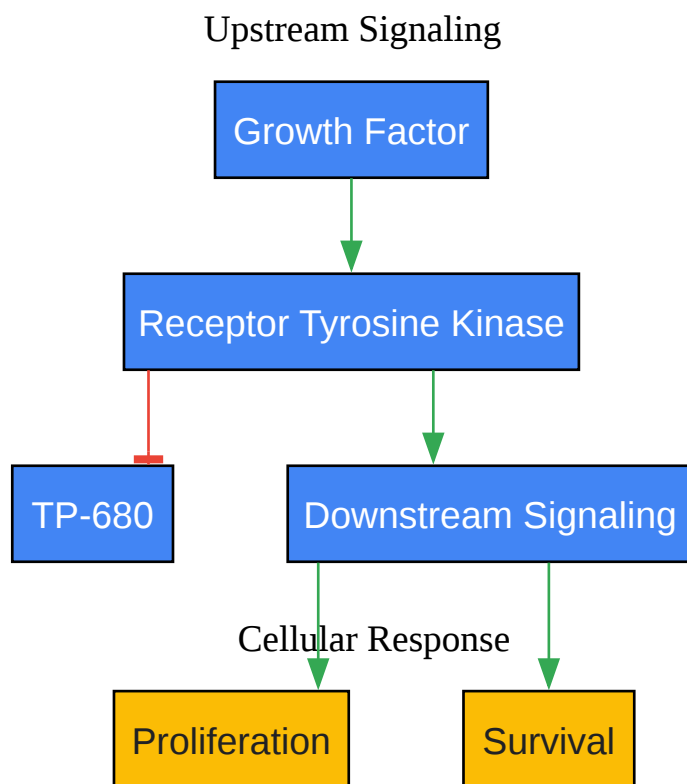 Upstream Signaling
Growth Factor
Receptor Tyrosine Kinase
TP-680
Downstream Signaling
Cellular Response
Proliferation
Survival